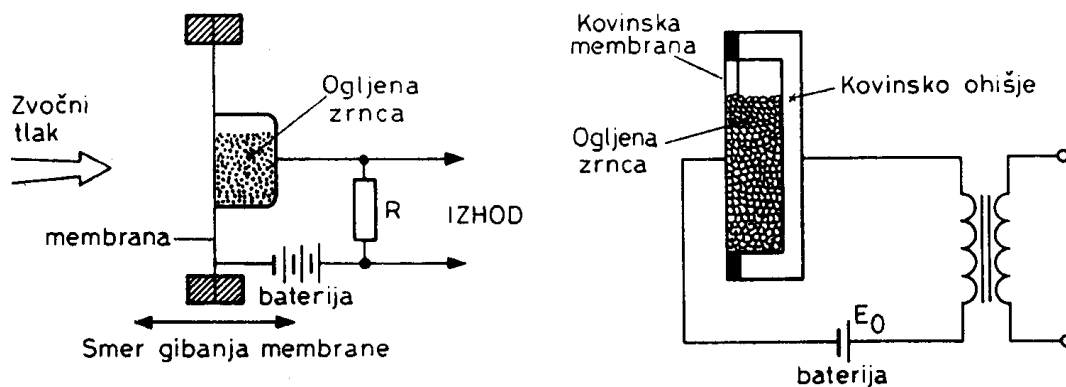 Zvočni
tlak
Ogljena
zrnca
R
IZHOD
membrana
baterija
Smer gibanja membrane
Kovinska
membrana
Kovinsko ohišje
Ogljena
zrnca
E0
baterija